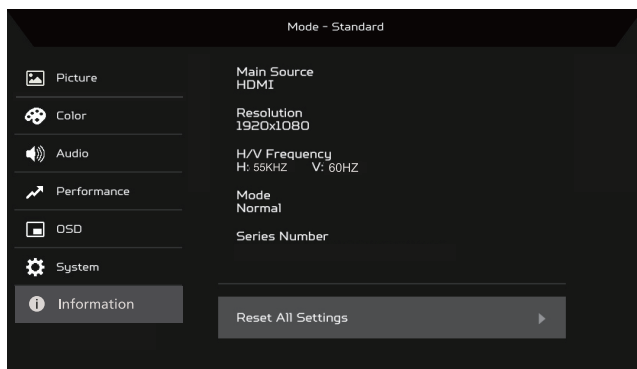 Mode - Standard
Picture
Color
Audio
Performance
OSD
System
Information
Main Source
HDMI
Resolution
1920x1080
H/V Frequency
H: 55KHZ V: 60HZ
Mode
Normal
Series Number
Reset All Settings